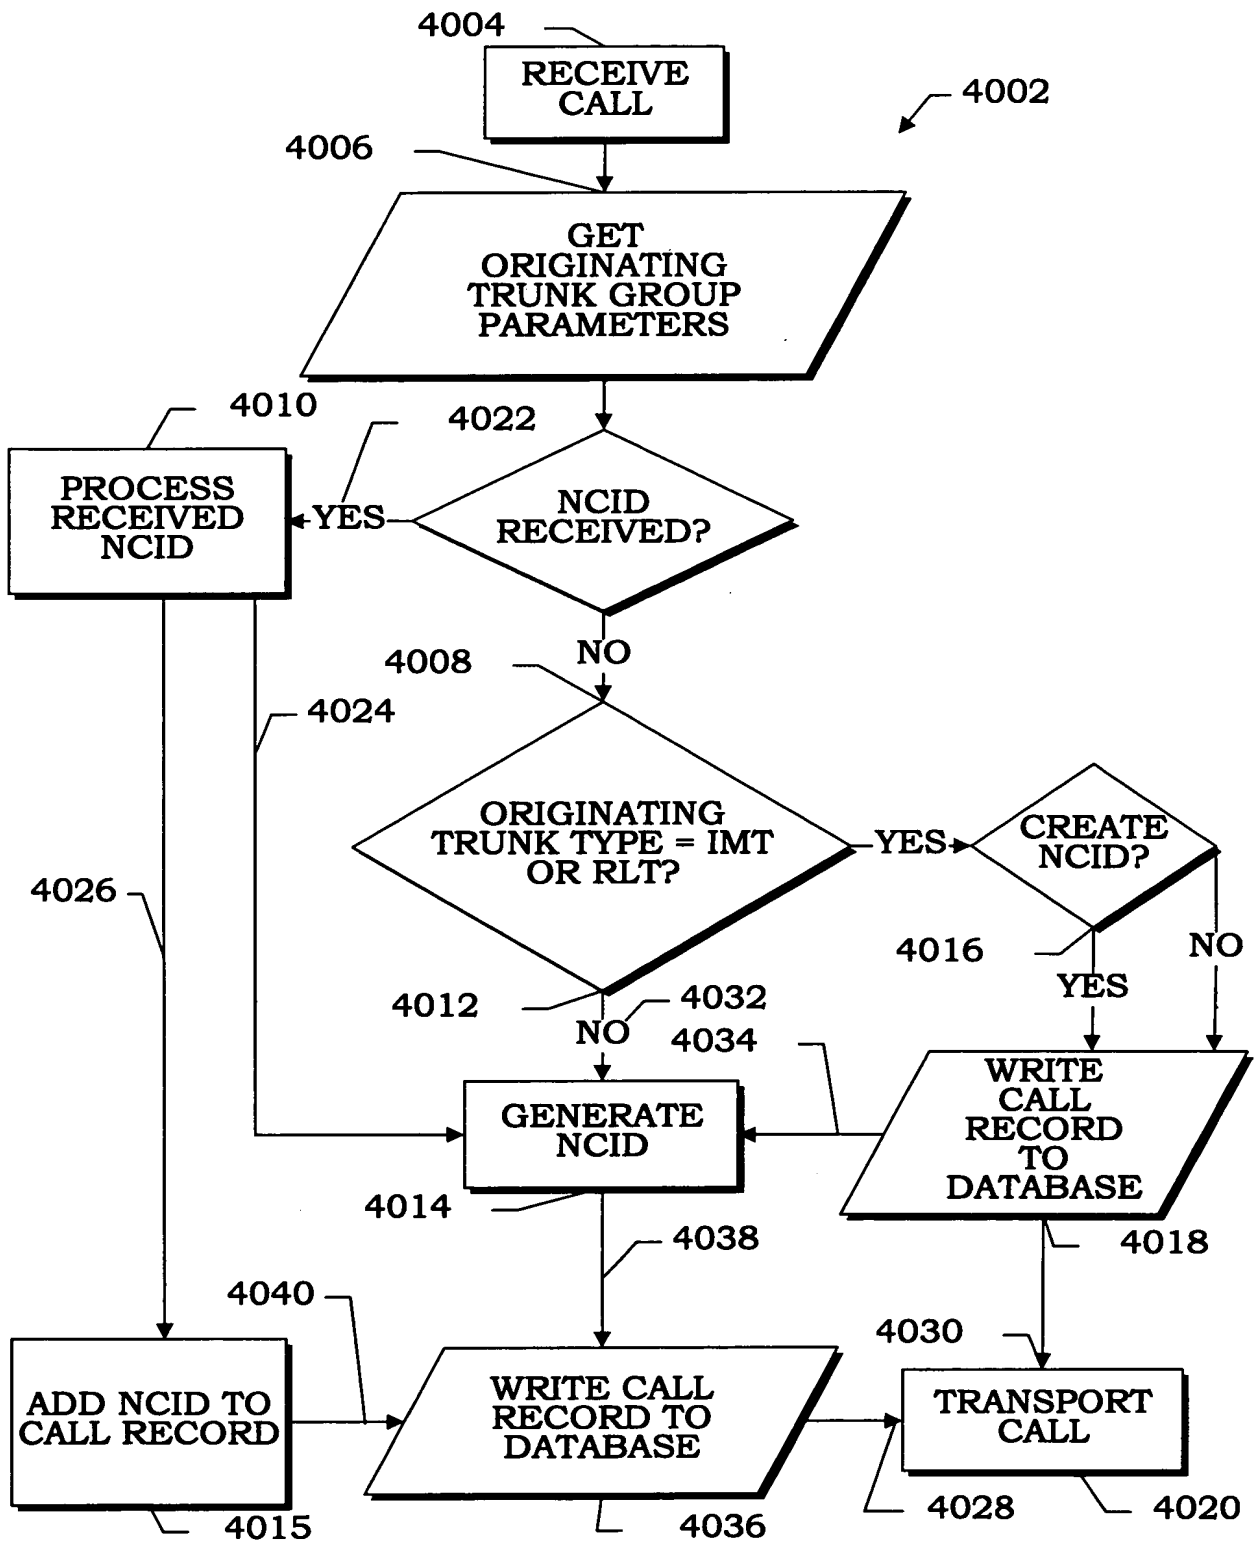 4004
RECEIVE
CALL
4002
4006
GET
ORIGINATING
TRUNK GROUP
PARAMETERS
4010
4022
PROCESS
RECEIVED
NCID
YES
NCID
RECEIVED?
NO
4008
4024
ORIGINATING
TRUNK TYPE = IMT
OR RLT?
YES
CREATE
NCID?
4026
4016
NO
YES
4012
4032
NO
4034
GENERATE
NCID
WRITE
CALL
RECORD
TO
DATABASE
4014
4038
4018
4040
4030
ADD NCID TO
CALL RECORD
WRITE CALL
RECORD TO
DATABASE
TRANSPORT
CALL
4015
4036
4028
4020